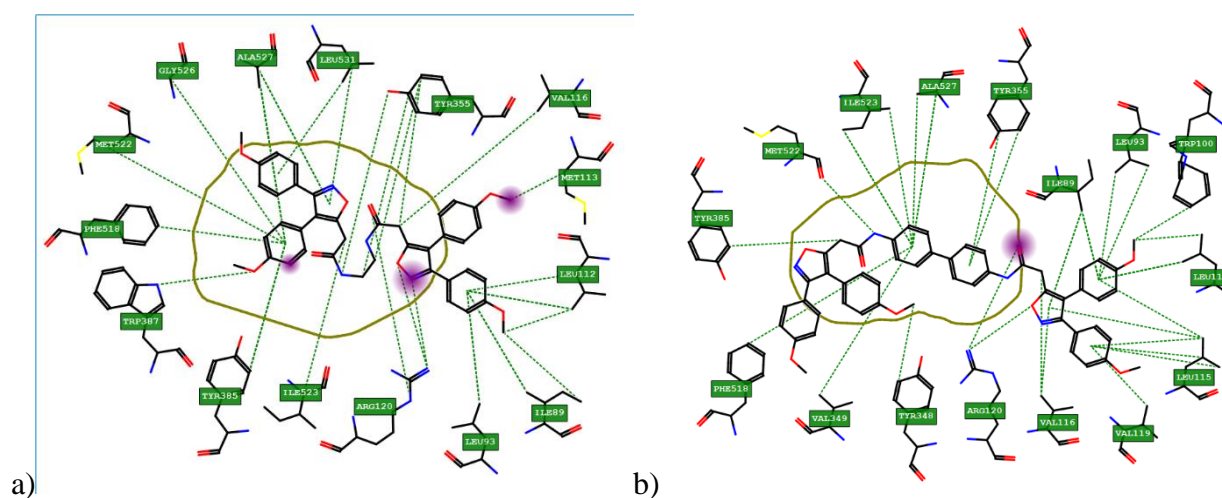 GLY526
ALA527
LEU531
TYR355
VAL116
MET522
MET113
PHE518
LEU112
TRP387
TYR385
ILE523
ARG120
LEU93
ILE89
a)
ILE523
ALA527
TYR355
LEU93
TRP100
MET522
ILE89
TYR385
LEU11
PHE518
VAL349
TYR348
ARG120
VAL116
VAL119
LEU115
b)